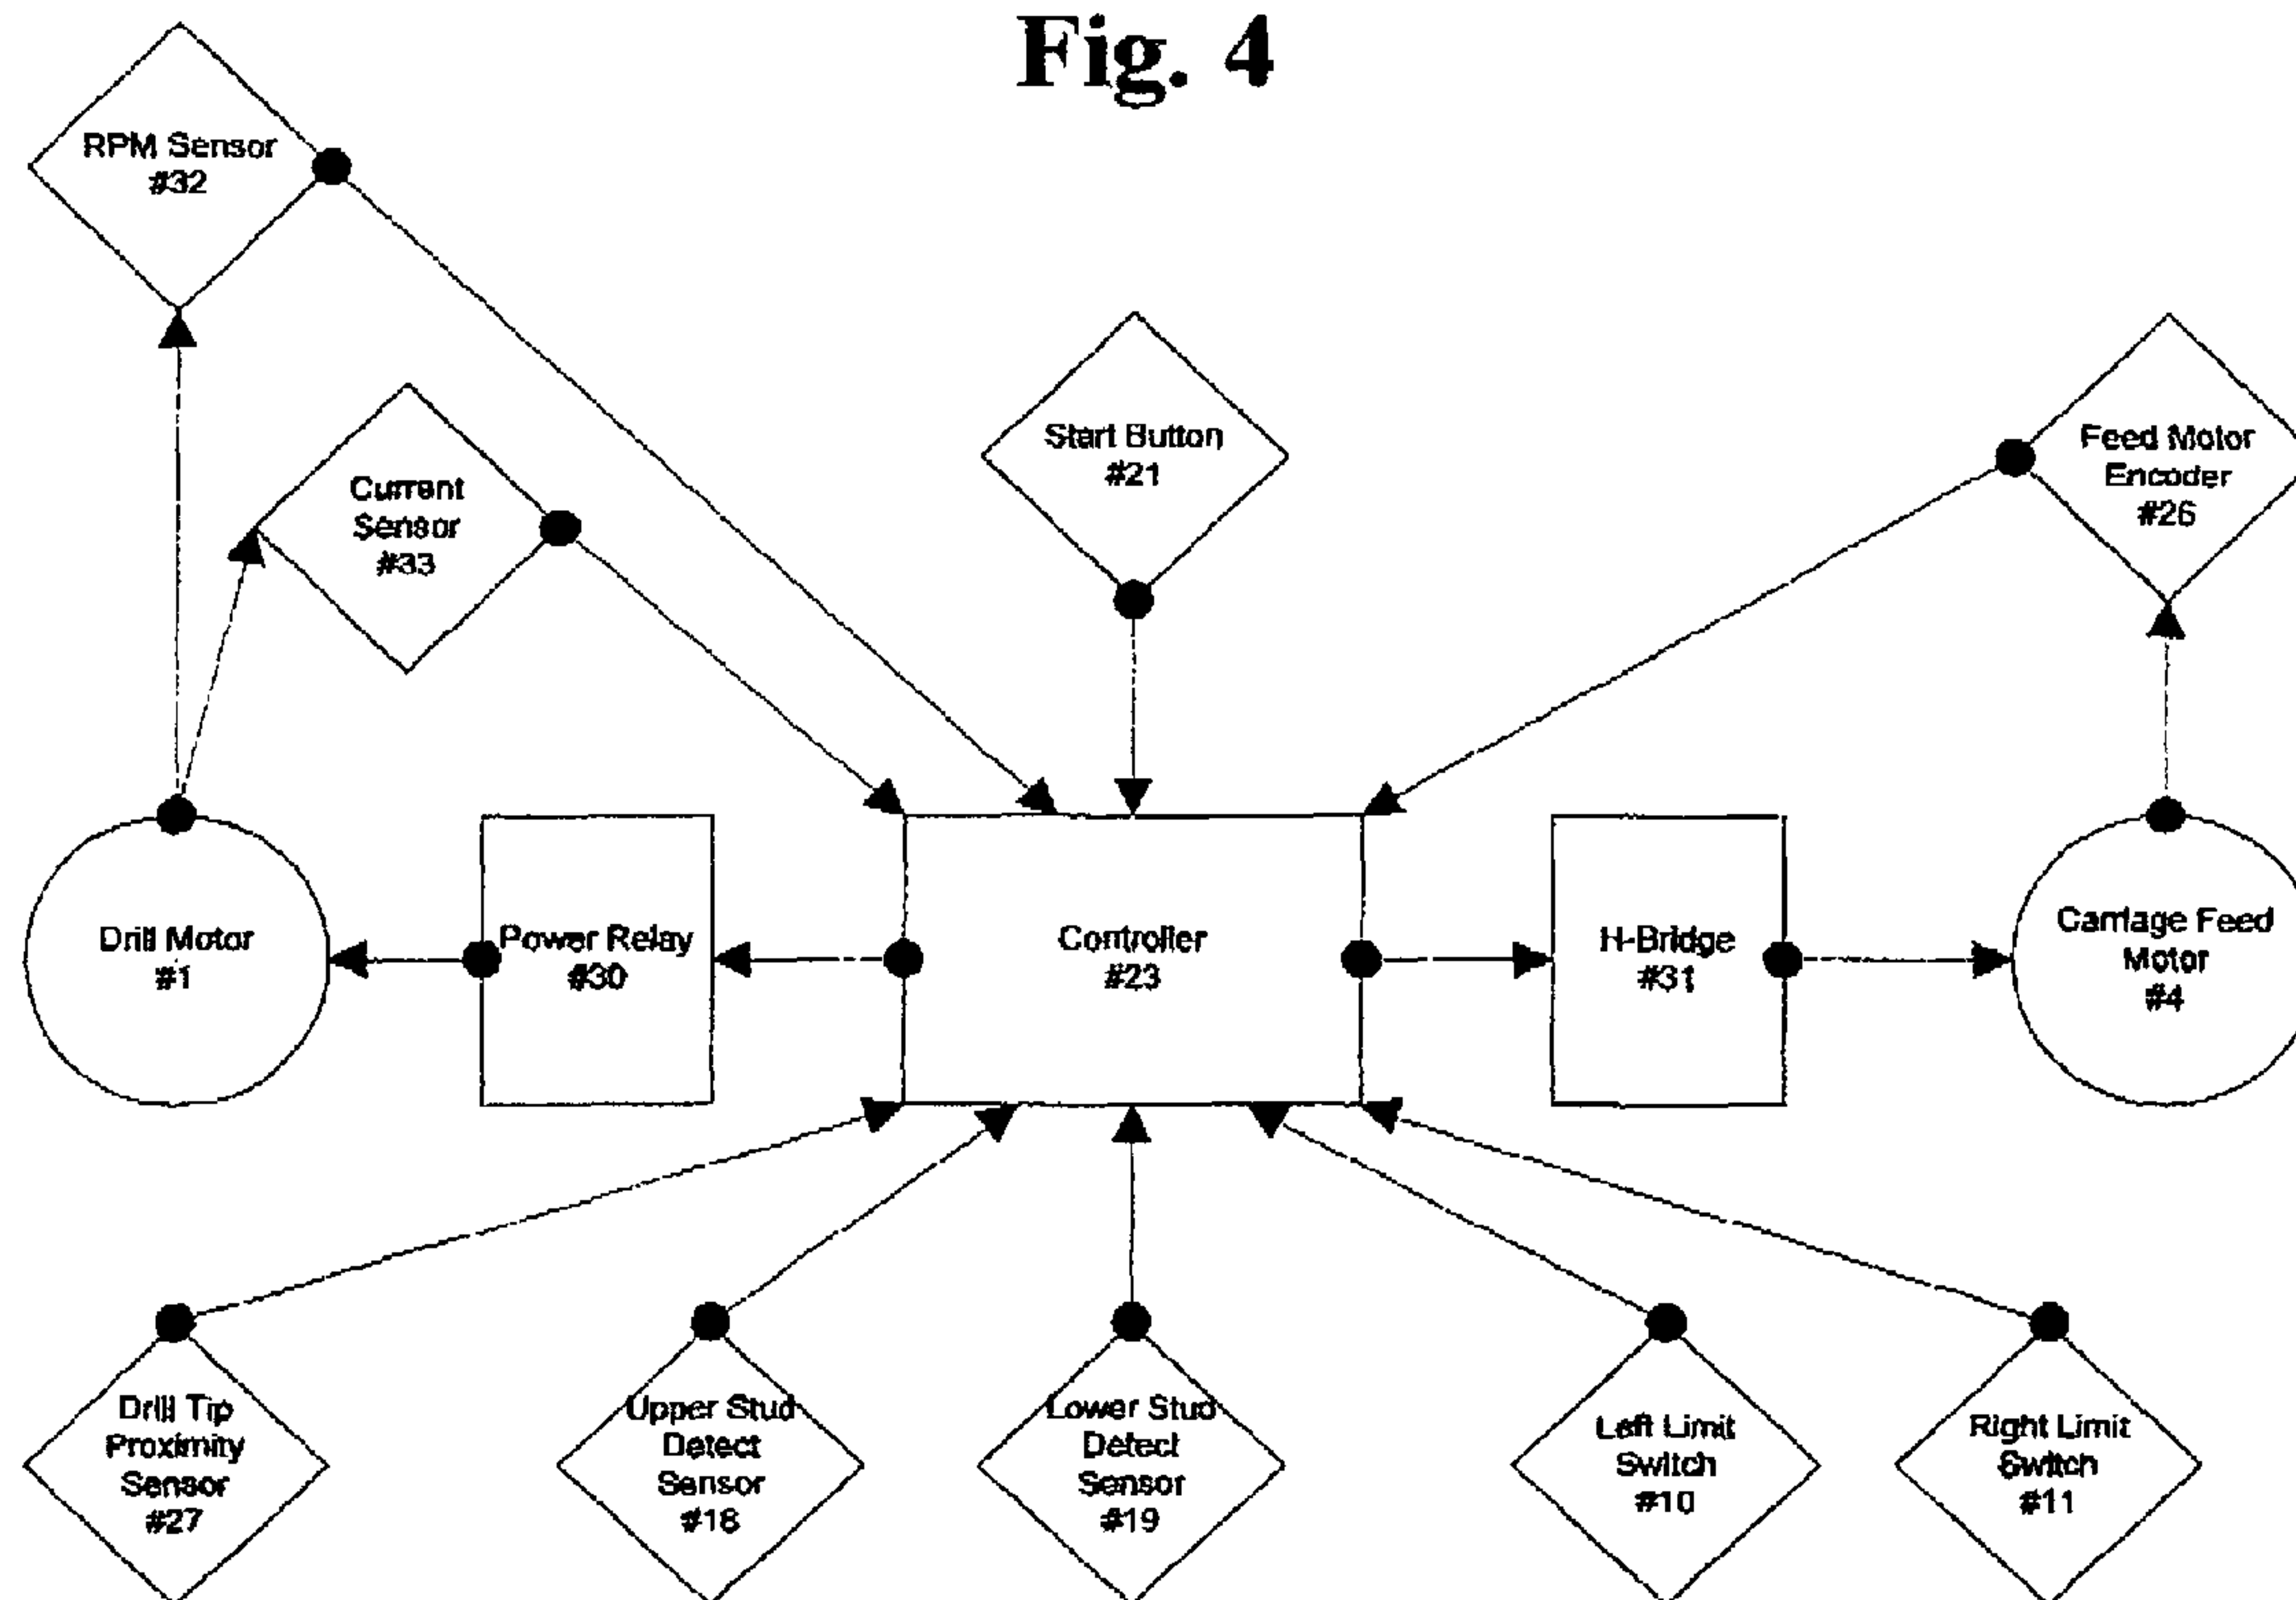 Fig. 4
RPM Sensor
#32
Current
Sensor
#33
Start Button
#21
Feed Motor
Encoder
#26
Drill Motor
#1
Power Relay
#30
Controller
#23
H-Bridge
#31
Carriage Feed
Motor
#4
Drill Tip
Proximity
Sensor
#27
Upper Stud
Detect
Sensor
#18
Lower Stud
Detect
Sensor
#19
Left Limit
Switch
#10
Right Limit
Switch
#11